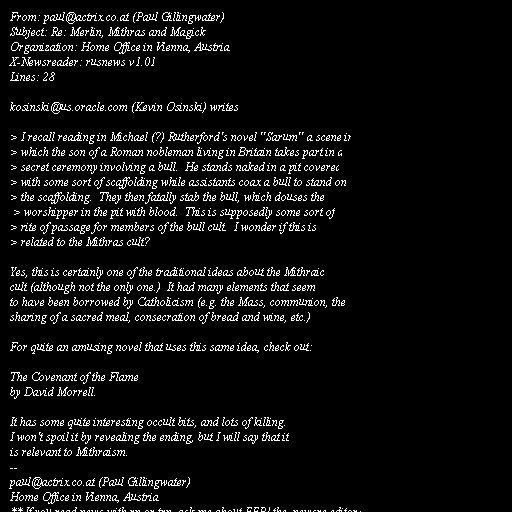 From: paul@actrix.co.at (Paul Gillingwater)
Subject: Re: Merlin, Mithras and Magick
Organization: Home Office in Vienna, Austria
X-Newsreader: rusnews v1.01
Lines: 28

kosinski@us.oracle.com (Kevin Osinski) writes

> I recall reading in Michael (?) Rutherford's novel "Sarum" a scene in
> which the son of a Roman nobleman living in Britain takes part in a
> secret ceremony involving a bull.  He stands naked in a pit covered
> with some sort of scaffolding while assistants coax a bull to stand on
> the scaffolding.  They then fatally stab the bull, which douses the
> worshipper in the pit with blood.  This is supposedly some sort of
> rite of passage for members of the bull cult.  I wonder if this is
> related to the Mithras cult?

Yes, this is certainly one of the traditional ideas about the Mithraic
cult (although not the only one.)  It had many elements that seem
to have been borrowed by Catholicism (e.g. the Mass, communion, the
sharing of a sacred meal, consecration of bread and wine, etc.)

For quite an amusing novel that uses this same idea, check out:

The Covenant of the Flame
by David Morrell.

It has some quite interesting occult bits, and lots of killing.
I won't spoil it by revealing the ending, but I will say that it
is relevant to Mithraism.
--
paul@actrix.co.at (Paul Gillingwater)
Home Office in Vienna, Austria
** If you read news with rn or trn, ask me about